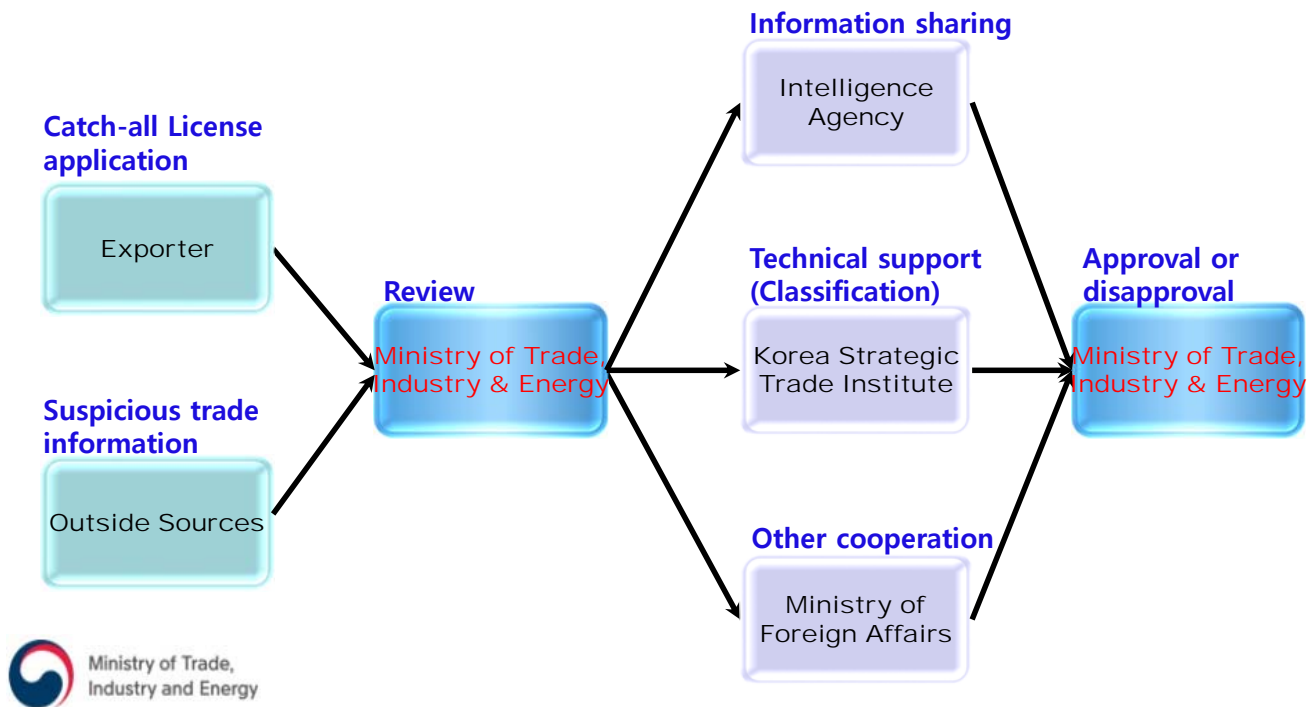 Catch-all License
application
Exporter
Suspicious trade
information
Outside Sources
Review
Ministry of Trade,
Industry & Energy
Information sharing
Intelligence
Agency
Technical support
(Classification)
Korea Strategic
Trade Institute
Other cooperation
Ministry of
Foreign Affairs
Approval or
disapproval
Ministry of Trade,
Industry & Energy
Ministry of Trade,
Industry and Energy